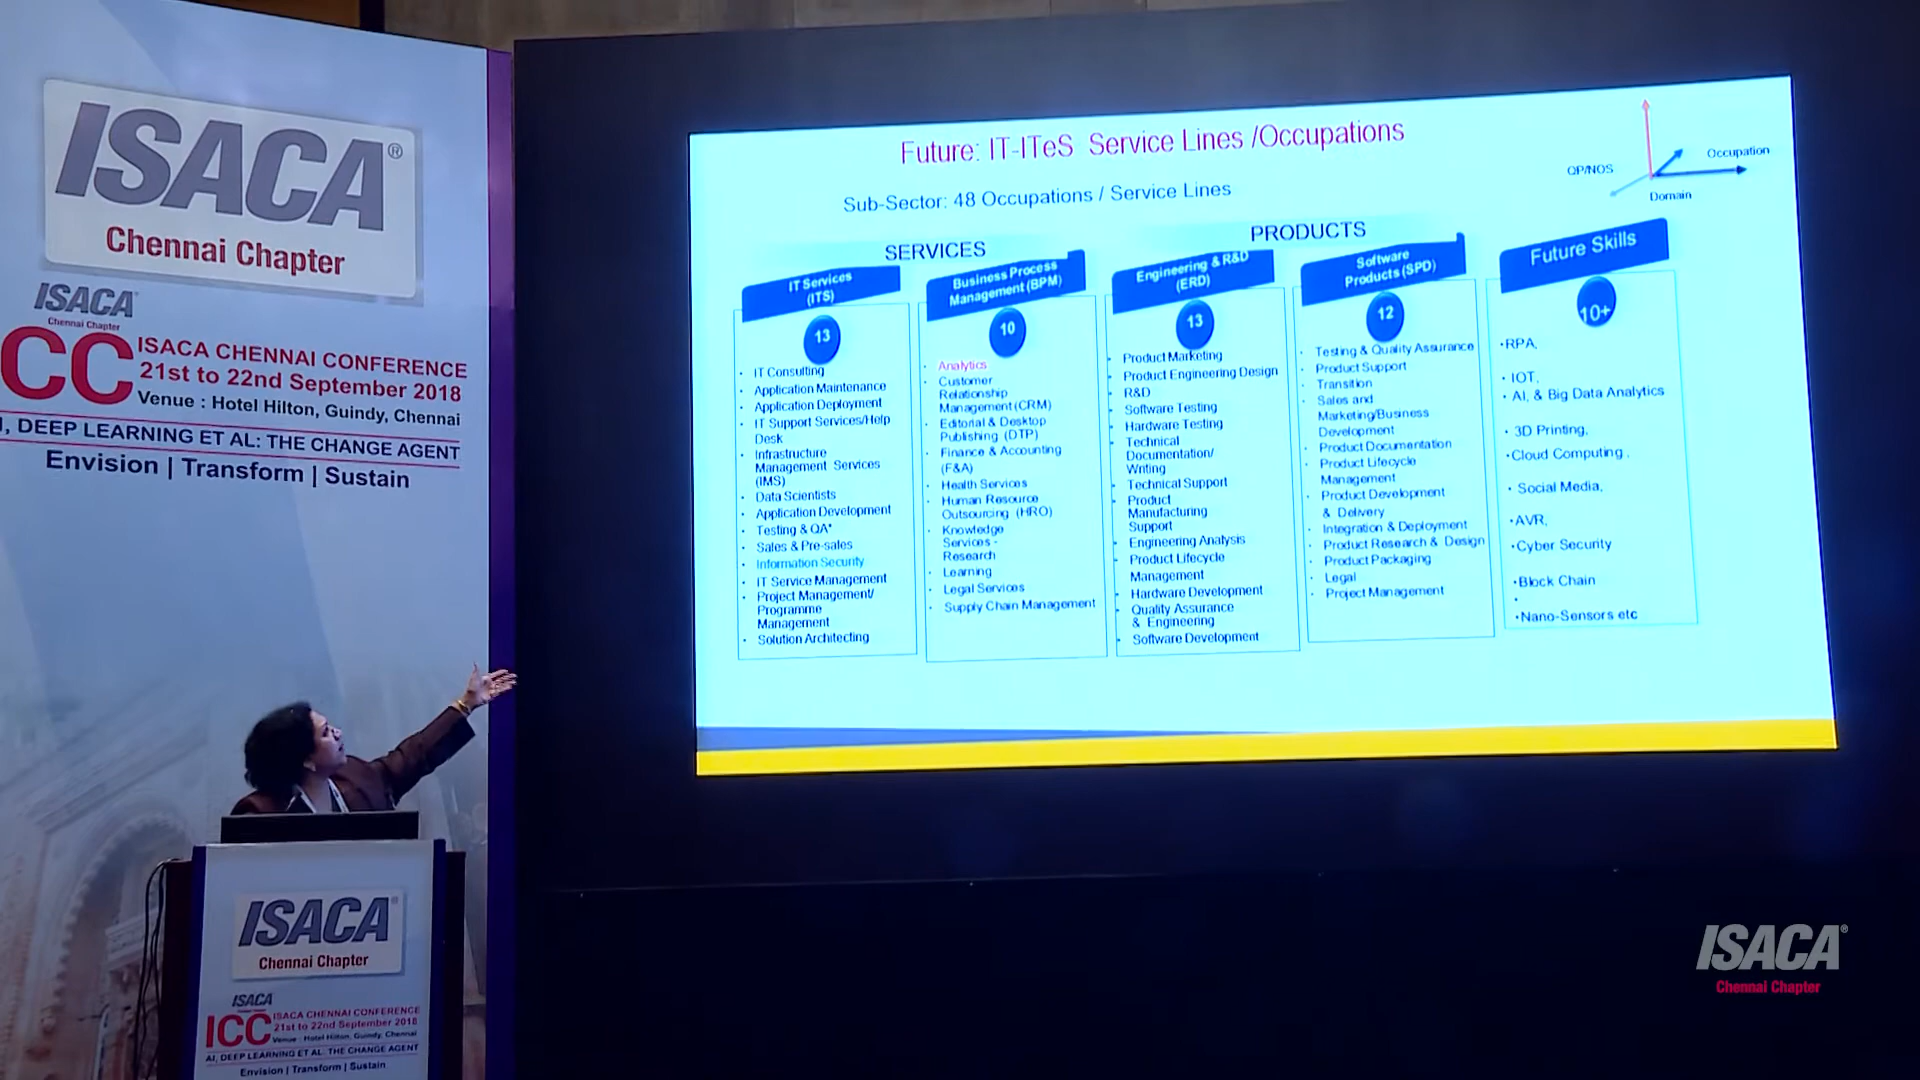 ISACA®
Chennai Chapter
ISACA
Chennai Chapter
CC
ISACA CHENNAI CONFERENCE
21st to 22nd September 2018
Venue : Hotel Hilton, Guindy, Chennai
I, DEEP LEARNING ET AL: THE CHANGE AGENT
Envision | Transform | Sustain
Future: IT-ITeS Service Lines /Occupations
Sub-Sector: 48 Occupations / Service Lines
QP/NOS
Occupation
Domain
SERVICES
PRODUCTS
IT Services
(ITS)
13
• IT Consulting
• Application Maintenance
• Application Deployment
• IT Support Services/Help
Desk
• Infrastructure
Management Services
(IMS)
• Data Scientists
• Application Development
• Testing & QA*
• Sales & Pre-sales
• Information Security
• IT Service Management
• Project Management/
Programme
Management
• Solution Architecting
Business Process
Management (BPM)
10
• Analytics
• Customer
Relationship
Management (CRM)
• Editorial & Desktop
Publishing (DTP)
• Finance & Accounting
(F&A)
• Health Services
• Human Resource
Outsourcing (HRO)
• Knowledge
Services -
Research
• Learning
• Legal Services
• Supply Chain Management
Engineering & R&D
(ERD)
13
• Product Marketing
• Product Engineering Design
• R&D
• Software Testing
• Hardware Testing
• Technical
Documentation/
Writing
• Technical Support
• Product
Manufacturing
Support
• Engineering Analysis
• Product Lifecycle
Management
• Hardware Development
• Quality Assurance
& Engineering
• Software Development
Software
Products (SPD)
12
• Testing & Quality Assurance
• Product Support
• Transition
• Sales and
Marketing/Business
Development
• Product Documentation
• Product Lifecycle
Management
• Product Development
& Delivery
• Integration & Deployment
• Product Research & Design
• Product Packaging
• Legal
• Project Management
Future Skills
10+
•RPA,
• IOT,
• AI, & Big Data Analytics
• 3D Printing,
•Cloud Computing ,
• Social Media,
•AVR,
•Cyber Security
•Block Chain
•
•Nano-Sensors etc
ISACA®
Chennai Chapter
ISACA
ICC
ISACA CHENNAI CONFERENCE
21st to 22nd September 2018
Venue : Hotel Hilton, Guindy, Chennai
AI, DEEP LEARNING ET AL: THE CHANGE AGENT
Envision | Transform | Sustain
ISACA®
Chennai Chapter